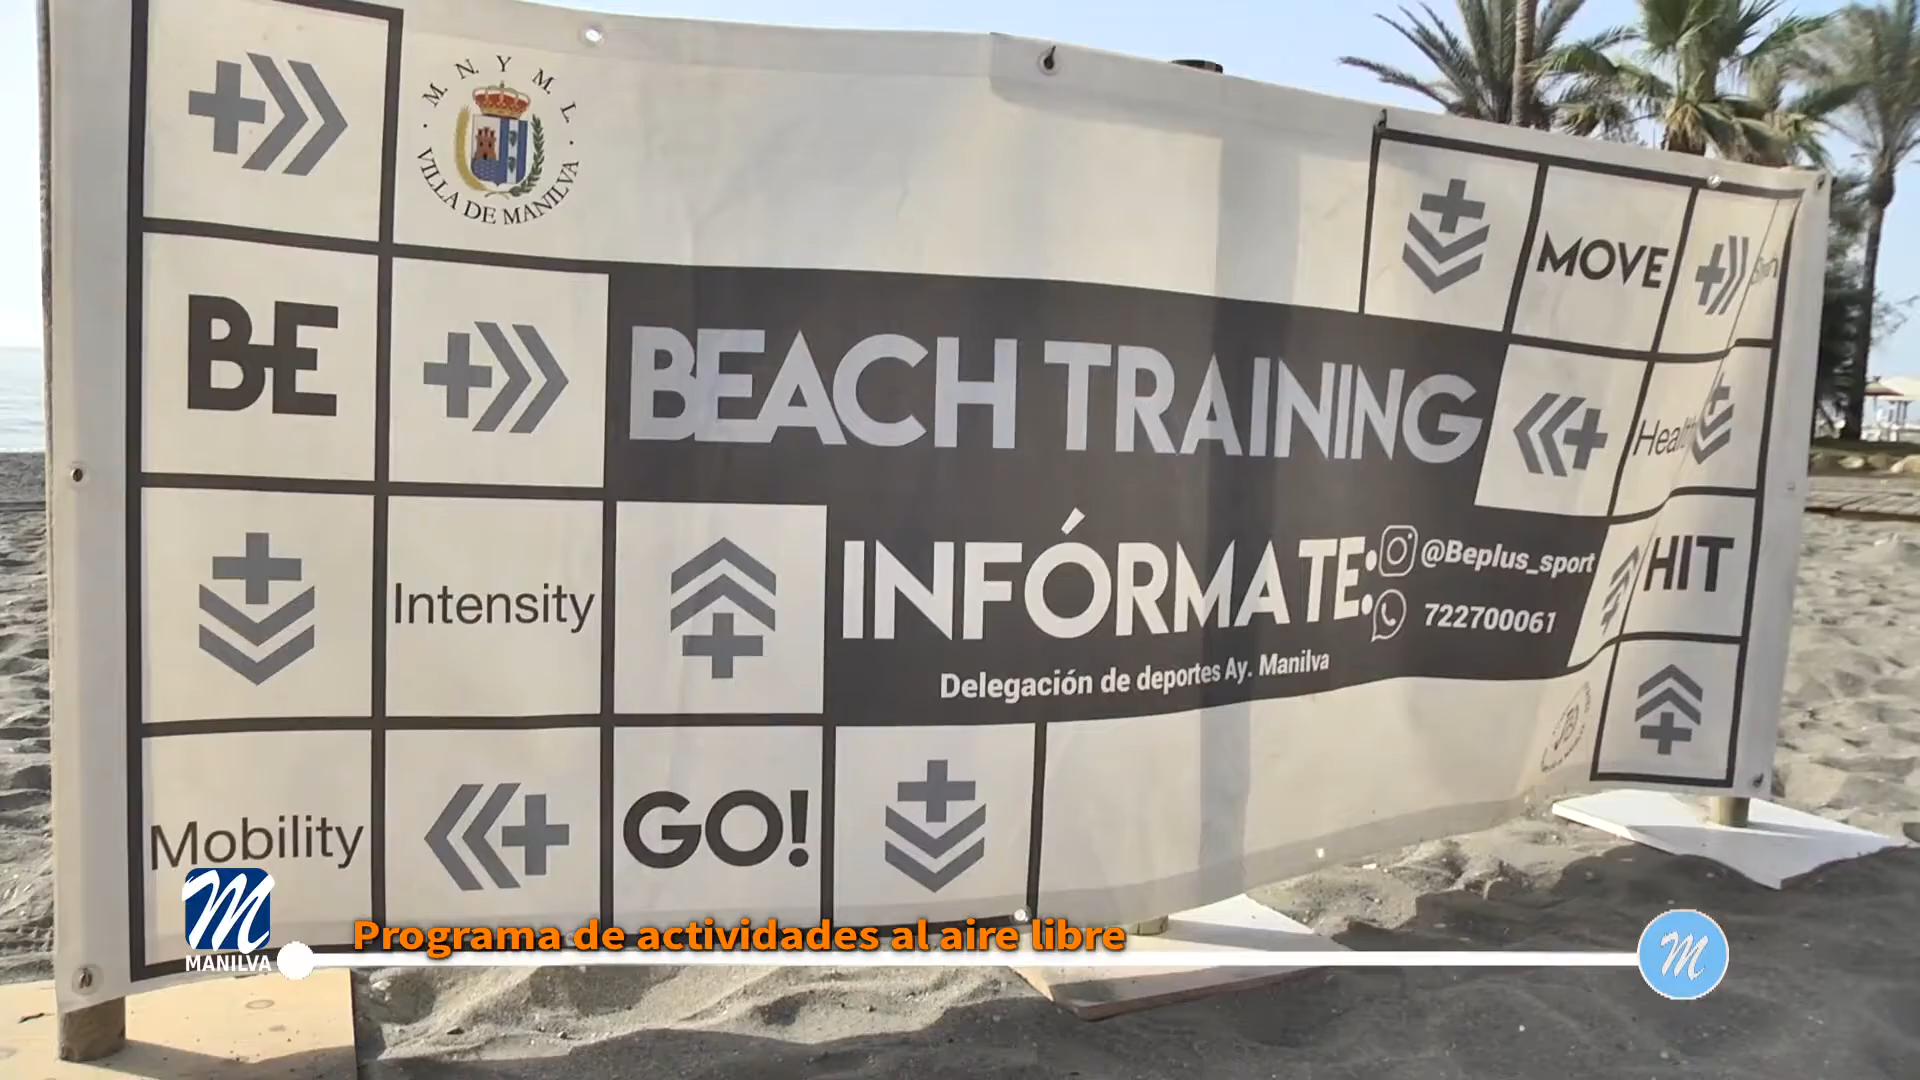 M. N. Y M. L.
VILLA DE MANILVA
MOVE
BE
BEACH TRAINING
Intensity
INFÓRMATE:
@Beplus_sport
722700061
HIT
Delegación de deportes Ay. Manilva
Mobility
GO!
MANILVA
Programa de actividades al aire libre